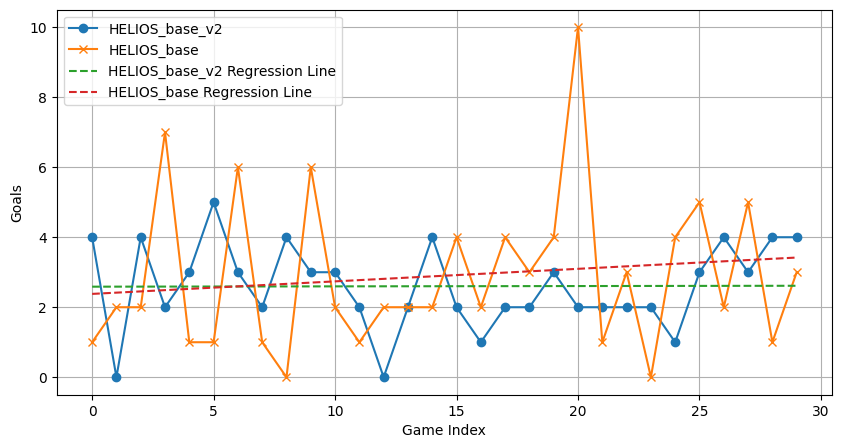 HELIOS_base_v2
HELIOS_base
HELIOS_base_v2 Regression Line
HELIOS_base Regression Line
10
8
6
4
2
0
Goals
0 5 10 15 20 25 30
Game Index